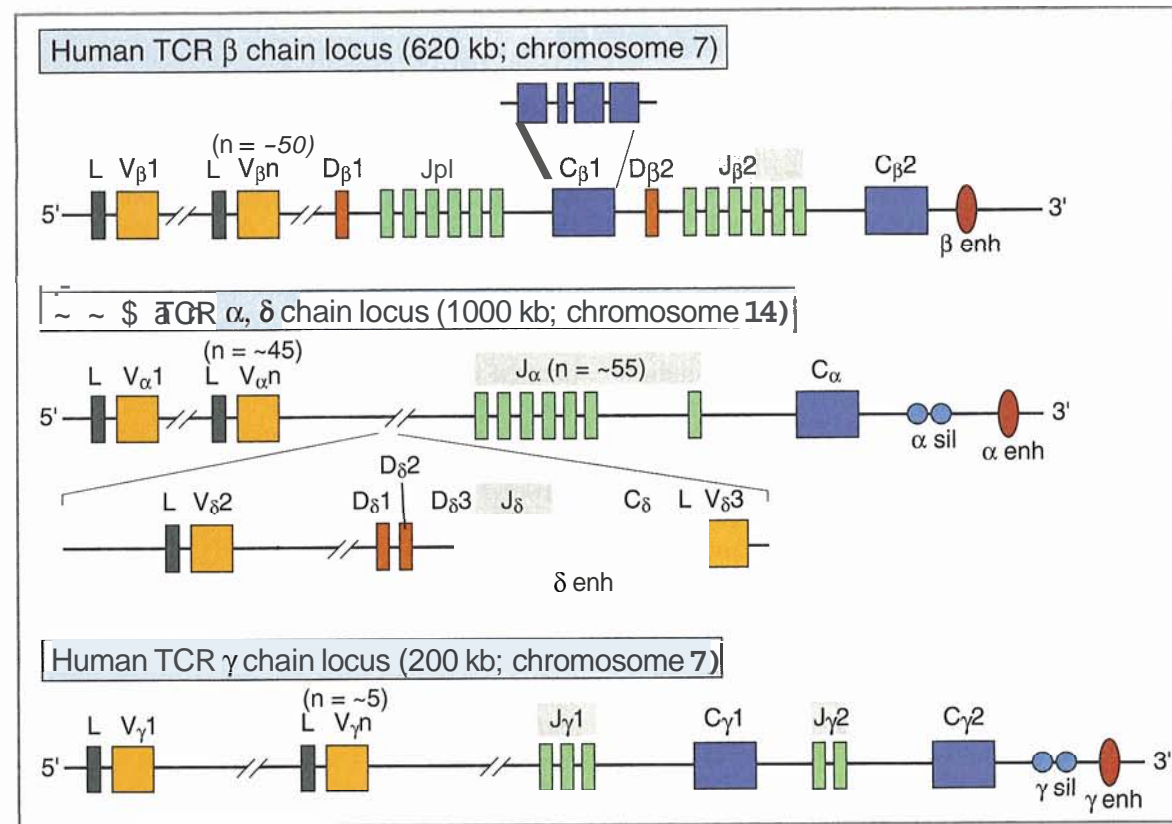 Human TCR β chain locus (620 kb; chromosome 7)
(n = ~50)
L Vβ1 L Vβn Dβ1 Jpl Cβ1 Dβ2 Jβ2 Cβ2
5' 3'
β enh
~ ~ $ TCR α, δ chain locus (1000 kb; chromosome 14)
(n = ~45)
L Vα1 L Vαn Jα (n = ~55) Cα
5' 3'
α sil α enh
Dδ2
L Vδ2 Dδ1 Dδ3 Jδ Cδ L Vδ3
δ enh
Human TCR γ chain locus (200 kb; chromosome 7)
(n = ~5)
L Vγ1 L Vγn Jγ1 Cγ1 Jγ2 Cγ2
5' 3'
γ sil γ enh